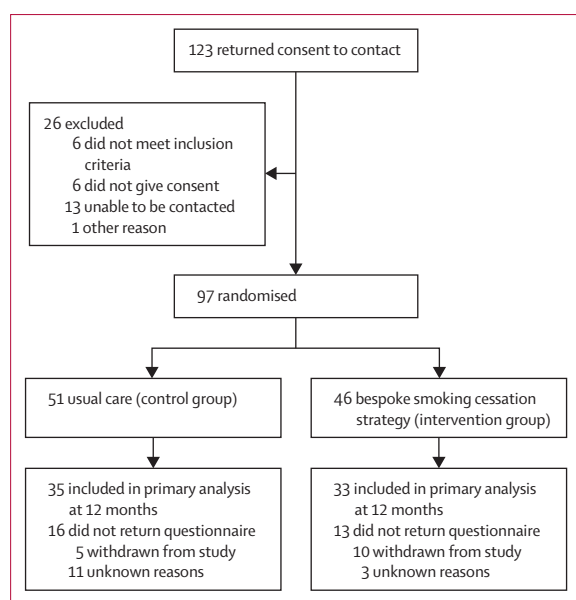 123 returned consent to contact
26 excluded
6 did not meet inclusion
criteria
6 did not give consent
13 unable to be contacted
1 other reason
97 randomised
51 usual care (control group)
46 bespoke smoking cessation
strategy (intervention group)
35 included in primary analysis
at 12 months
16 did not return questionnaire
5 withdrawn from study
11 unknown reasons
33 included in primary analysis
at 12 months
13 did not return questionnaire
10 withdrawn from study
3 unknown reasons